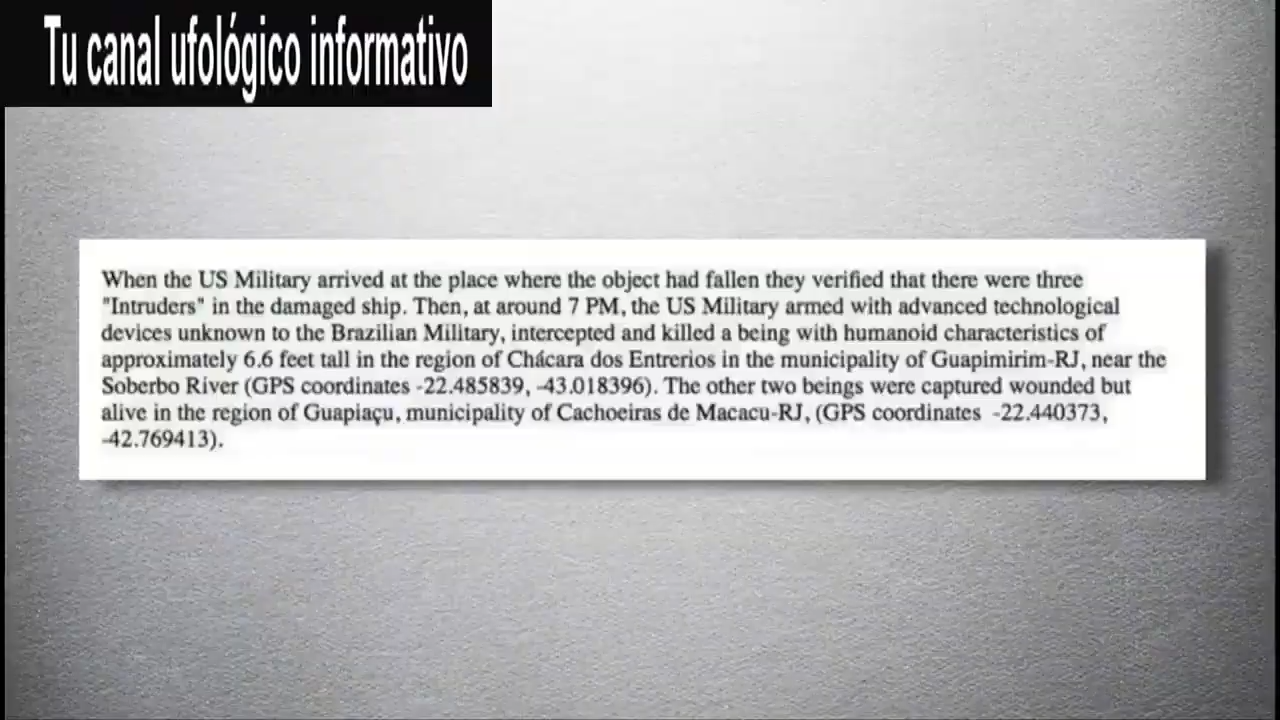 Tu canal ufológico informativo
When the US Military arrived at the place where the object had fallen they verified that there were three
"Intruders" in the damaged ship. Then, at around 7 PM, the US Military armed with advanced technological
devices unknown to the Brazilian Military, intercepted and killed a being with humanoid characteristics of
approximately 6.6 feet tall in the region of Chácara dos Entrerios in the municipality of Guapimirim-RJ, near the
Soberbo River (GPS coordinates -22.485839, -43.018396). The other two beings were captured wounded but
alive in the region of Guapiaçu, municipality of Cachoeiras de Macacu-RJ, (GPS coordinates -22.440373,
-42.769413).